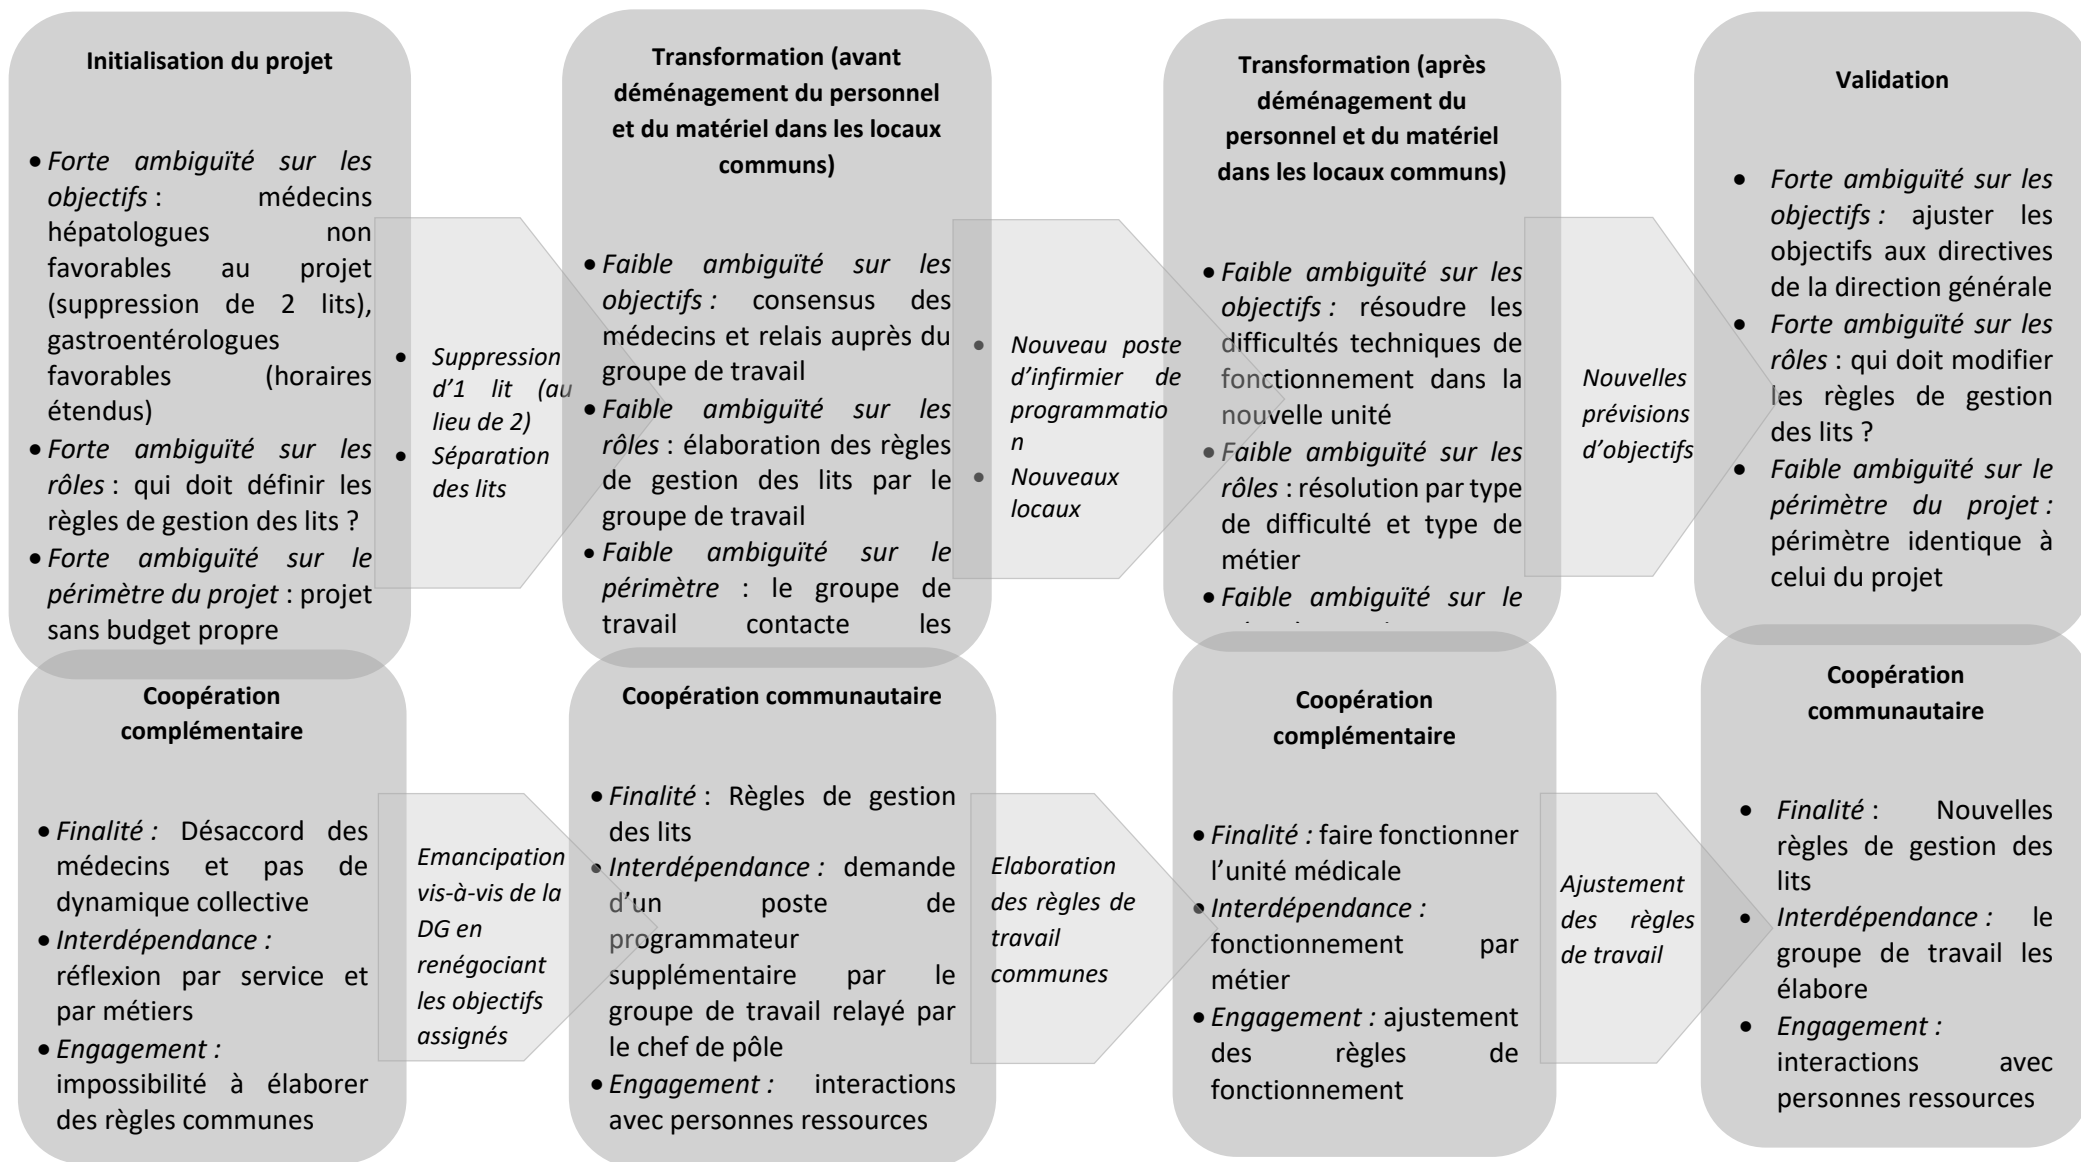 Initialisation du projet
• Forte ambiguïté sur les
objectifs : médecins
hépatologues non
favorables au projet
(suppression de 2 lits),
gastroentérologues
favorables (horaires
étendus)
• Forte ambiguïté sur les
rôles : qui doit définir les
règles de gestion des lits ?
• Forte ambiguïté sur le
périmètre du projet : projet
sans budget propre
• Suppression
d’1 lit (au
lieu de 2)
• Séparation
des lits
Transformation (avant
déménagement du personnel
et du matériel dans les locaux
communs)
• Faible ambiguïté sur les
objectifs : consensus des
médecins et relais auprès du
groupe de travail
• Faible ambiguïté sur les
rôles : élaboration des règles
de gestion des lits par le
groupe de travail
• Faible ambiguïté sur le
périmètre : le groupe de
travail contacte les
• Nouveau poste
d’infirmier de
programmatio
n
• Nouveaux
locaux
Transformation (après
déménagement du
personnel et du matériel
dans les locaux communs)
• Faible ambiguïté sur les
objectifs : résoudre les
difficultés techniques de
fonctionnement dans la
nouvelle unité
• Faible ambiguïté sur les
rôles : résolution par type
de difficulté et type de
métier
• Faible ambiguïté sur le
Nouvelles
prévisions
d’objectifs
Validation
• Forte ambiguïté sur les
objectifs : ajuster les
objectifs aux directives
de la direction générale
• Forte ambiguïté sur les
rôles : qui doit modifier
les règles de gestion
des lits ?
• Faible ambiguïté sur le
périmètre du projet :
périmètre identique à
celui du projet
Coopération
complémentaire
• Finalité : Désaccord des
médecins et pas de
dynamique collective
• Interdépendance :
réflexion par service et
par métiers
• Engagement :
impossibilité à élaborer
des règles communes
Emancipation
vis-à-vis de la
DG en
renégociant
les objectifs
assignés
Coopération communautaire
• Finalité : Règles de gestion
des lits
• Interdépendance : demande
d’un poste de
programmateur
supplémentaire par le
groupe de travail relayé par
le chef de pôle
• Engagement : interactions
avec personnes ressources
Elaboration
des règles de
travail
communes
Coopération
complémentaire
• Finalité : faire fonctionner
l’unité médicale
• Interdépendance :
fonctionnement par
métier
• Engagement : ajustement
des règles de
fonctionnement
Ajustement
des règles
de travail
Coopération
communautaire
• Finalité : Nouvelles
règles de gestion des
lits
• Interdépendance : le
groupe de travail les
élabore
• Engagement :
interactions avec
personnes ressources